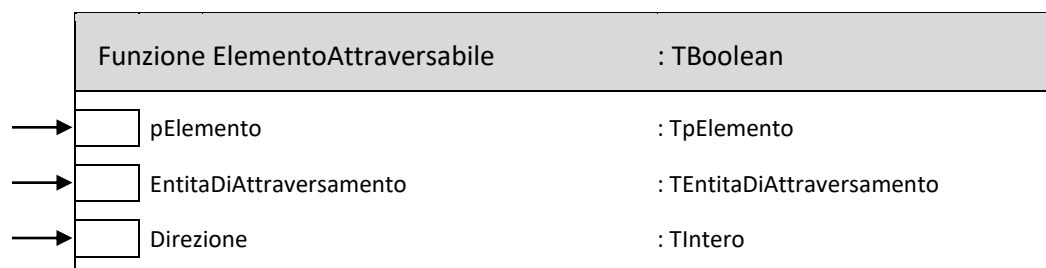 Funzione ElementoAttraversabile : TBoolean
pElemento : TpElemento
EntitaDiAttraversamento : TEntitaDiAttraversamento
Direzione : TIntero